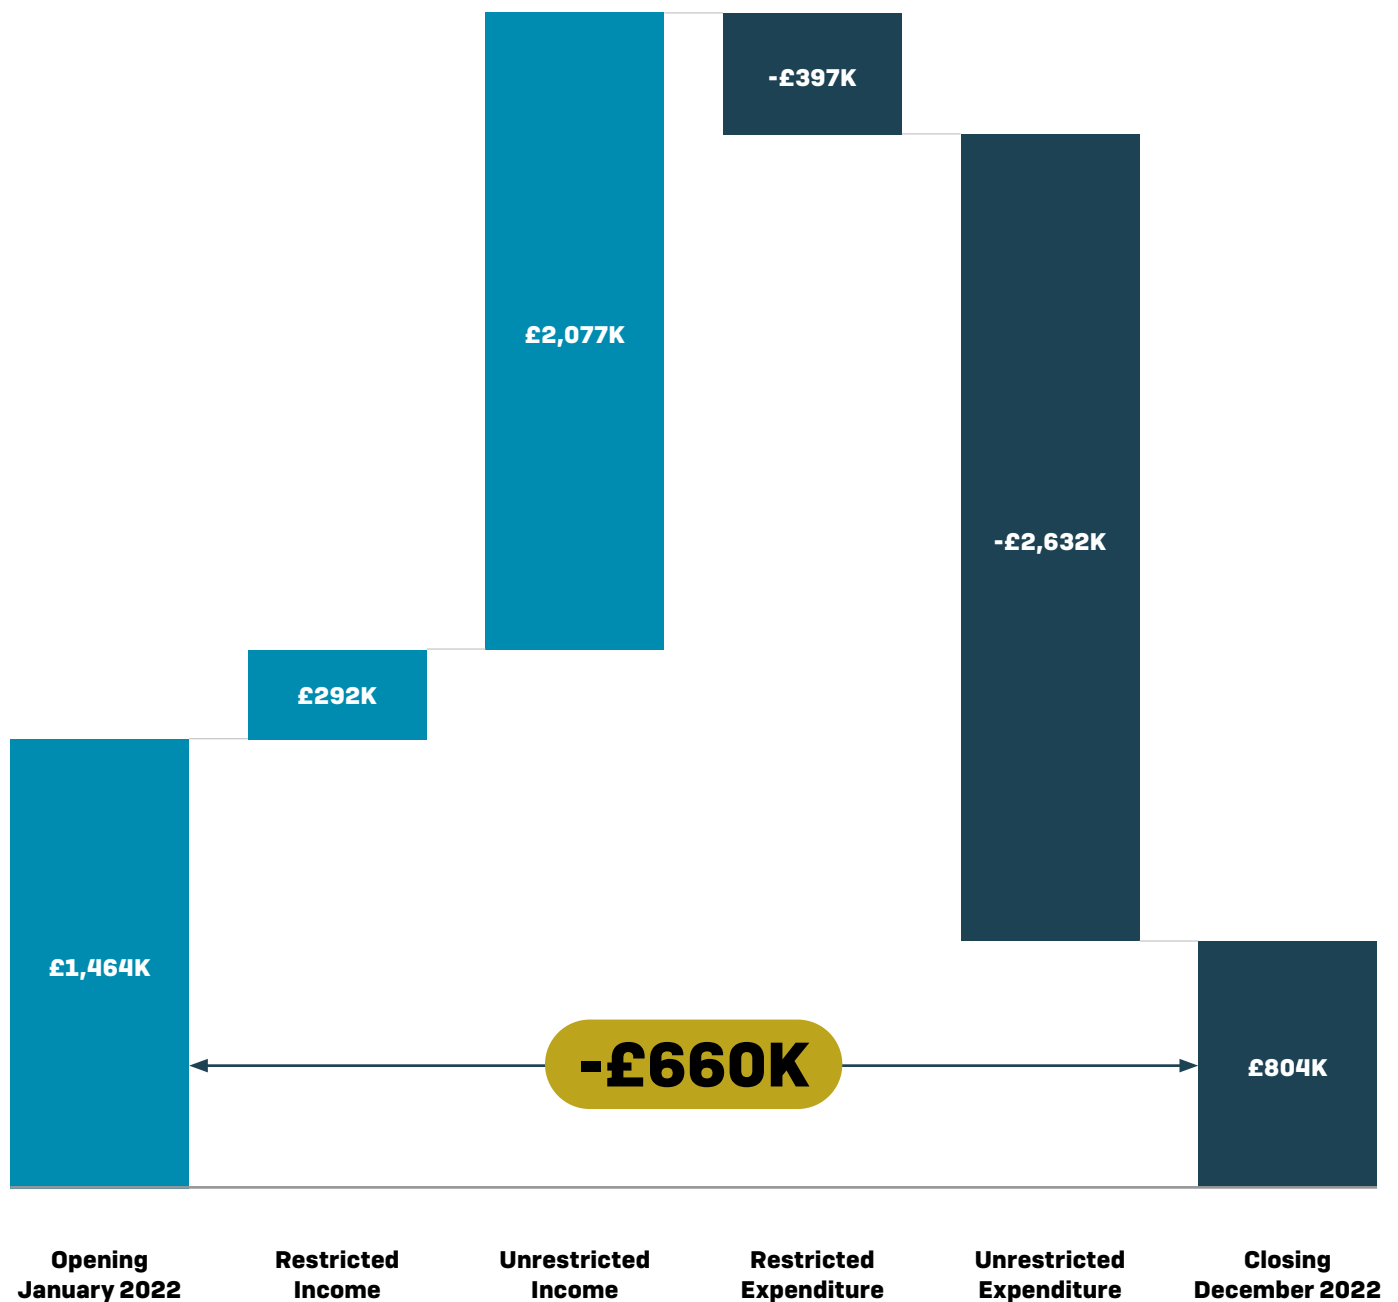 -£397K
£2,077K
-£2,632K
£292K
£1,464K
-£660K
£804K
Opening
January 2022
Restricted
Income
Unrestricted
Income
Restricted
Expenditure
Unrestricted
Expenditure
Closing
December 2022